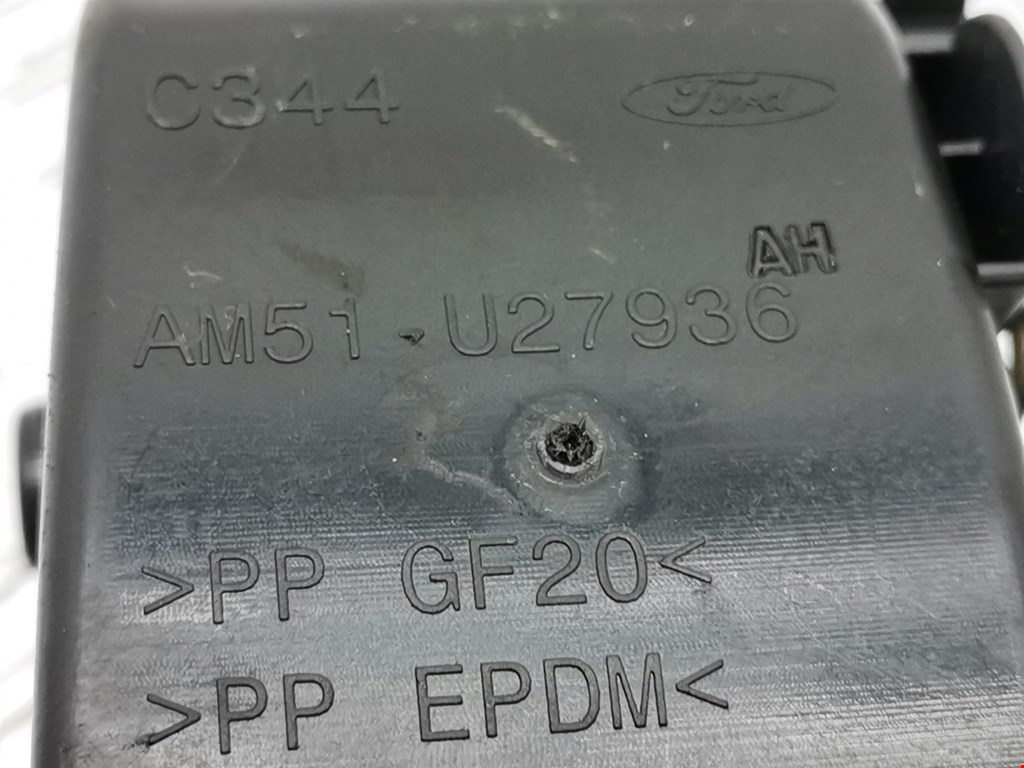 C344 Ford
AH
AM51-U27936
>PP GF20<
>PP EPDM<